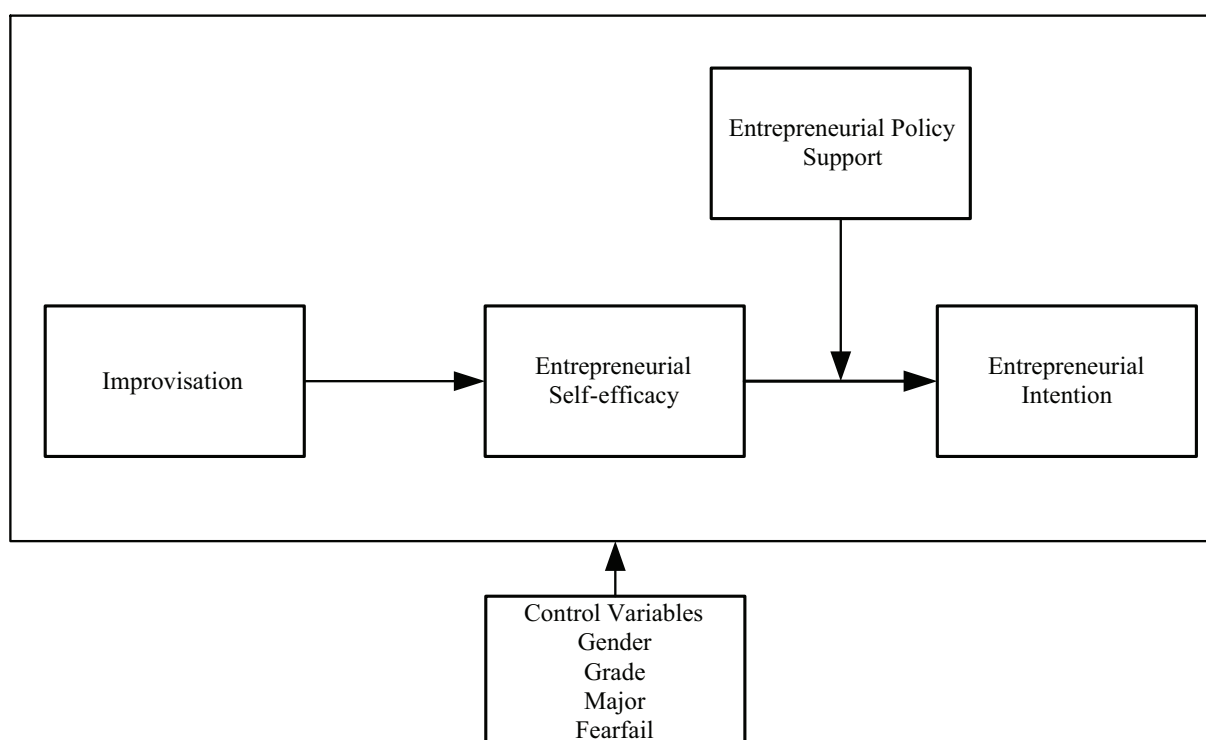 Entrepreneurial Policy
Support
Improvisation
Entrepreneurial
Self-efficacy
Entrepreneurial
Intention
Control Variables
Gender
Grade
Major
Fearfail